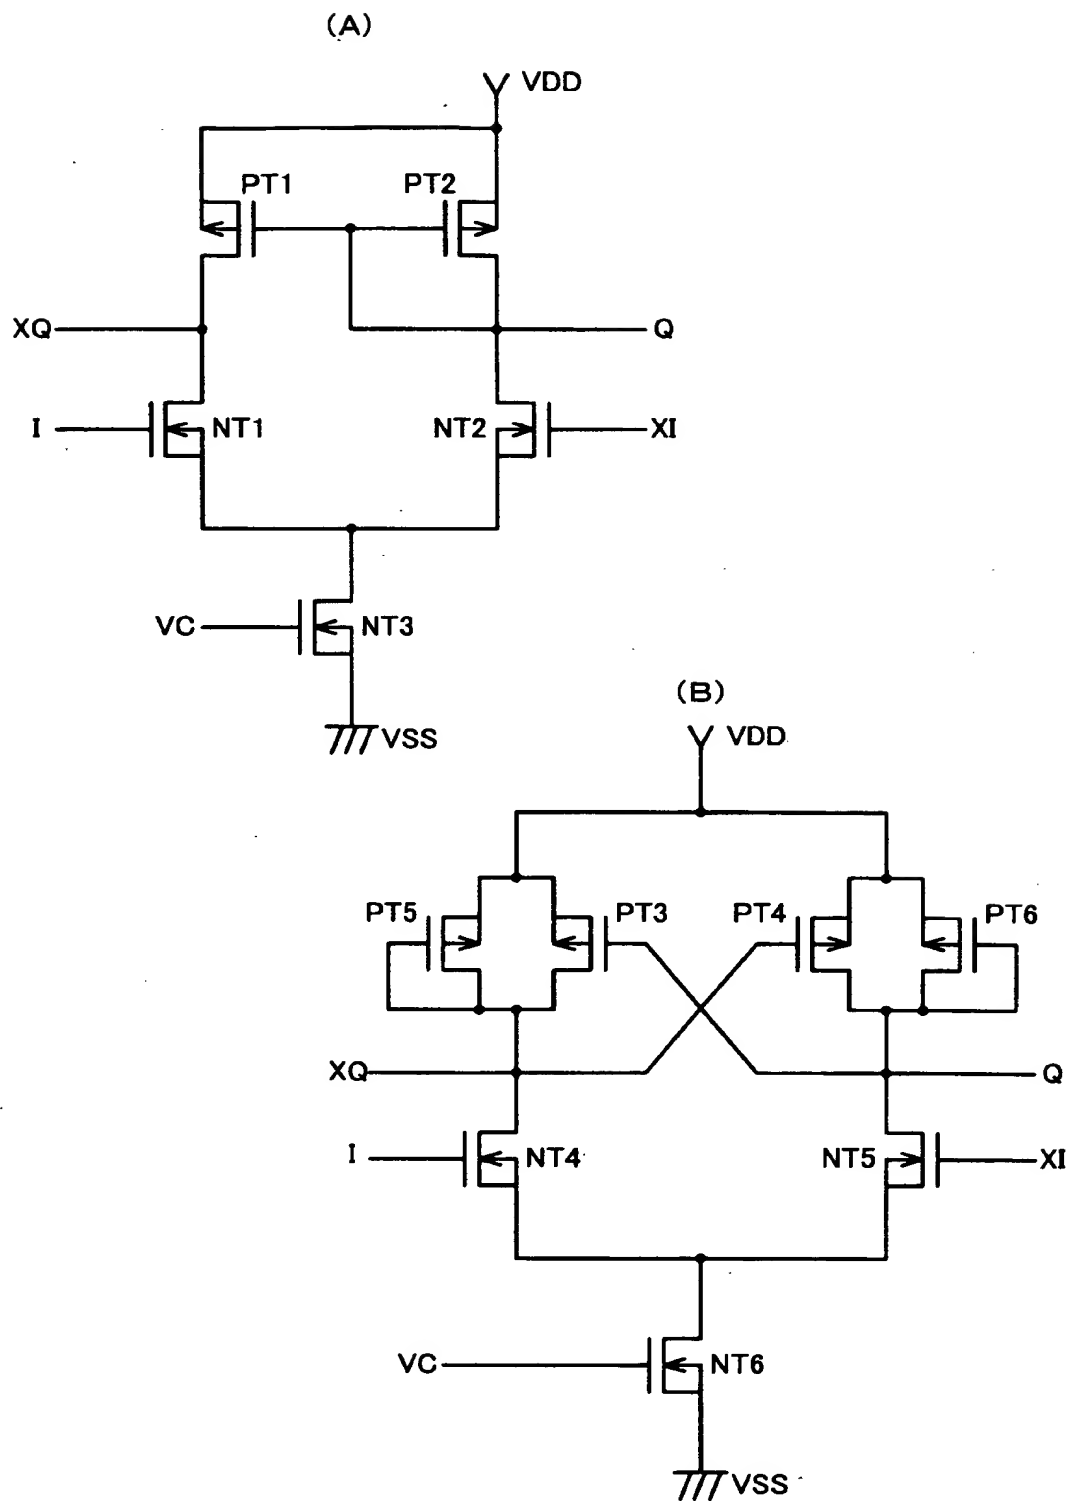 (A)
VDD
PT1 PT2
XQ Q
I NT1 NT2 XI
VC NT3
VSS
(B)
VDD
PT5 PT3 PT4 PT6
XQ Q
I NT4 NT5 XI
VC NT6
VSS